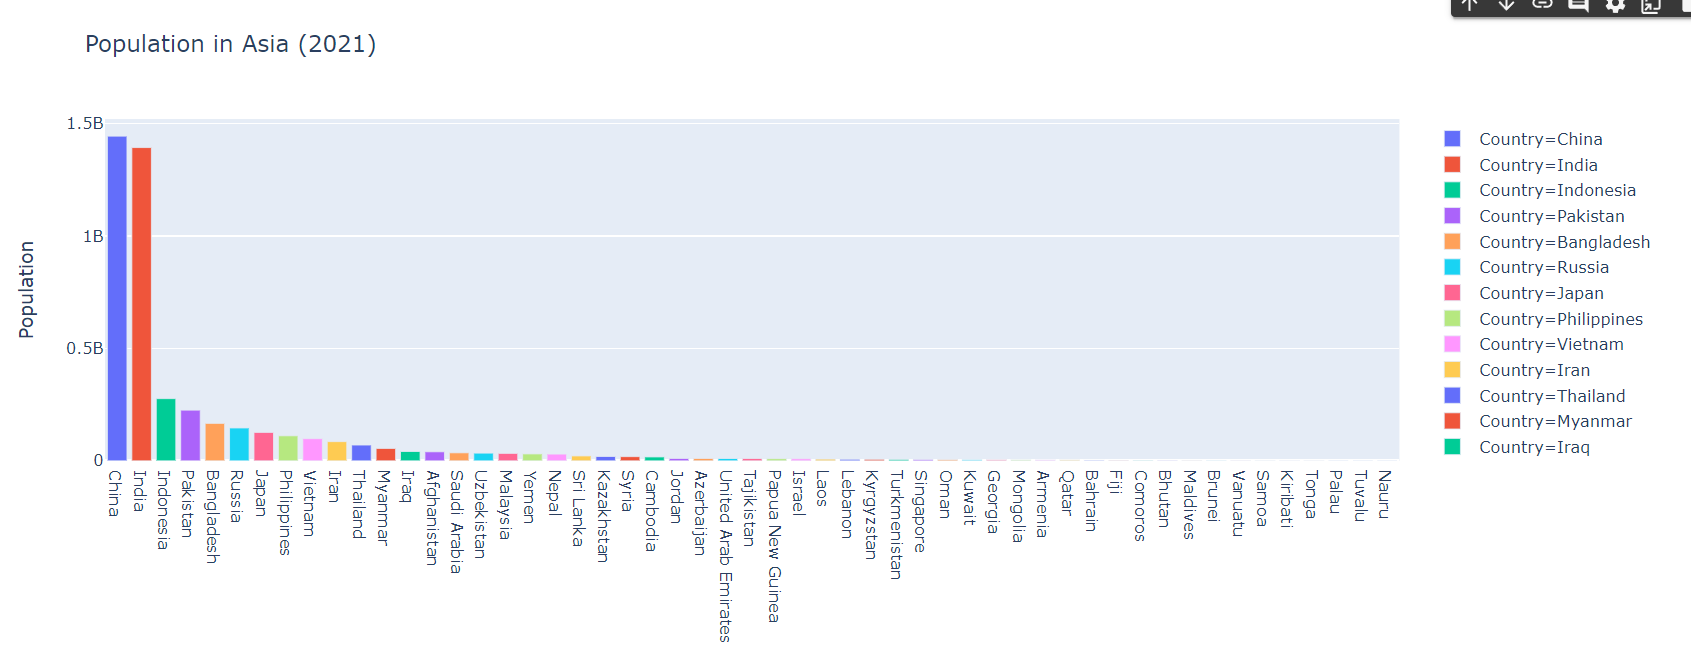 Population in Asia (2021)
Population
1.5B
1B
0.5B
0
China
India
Indonesia
Pakistan
Bangladesh
Russia
Japan
Philippines
Vietnam
Iran
Thailand
Myanmar
Iraq
Afghanistan
Saudi Arabia
Uzbekistan
Malaysia
Yemen
Nepal
Sri Lanka
Kazakhstan
Syria
Cambodia
Jordan
Azerbaijan
United Arab Emirates
Tajikistan
Papua New Guinea
Israel
Laos
Lebanon
Kyrgyzstan
Turkmenistan
Singapore
Oman
Kuwait
Georgia
Mongolia
Armenia
Qatar
Bahrain
Fiji
Comoros
Bhutan
Maldives
Brunei
Vanuatu
Samoa
Kiribati
Tonga
Palau
Tuvalu
Nauru
Country=China
Country=India
Country=Indonesia
Country=Pakistan
Country=Bangladesh
Country=Russia
Country=Japan
Country=Philippines
Country=Vietnam
Country=Iran
Country=Thailand
Country=Myanmar
Country=Iraq